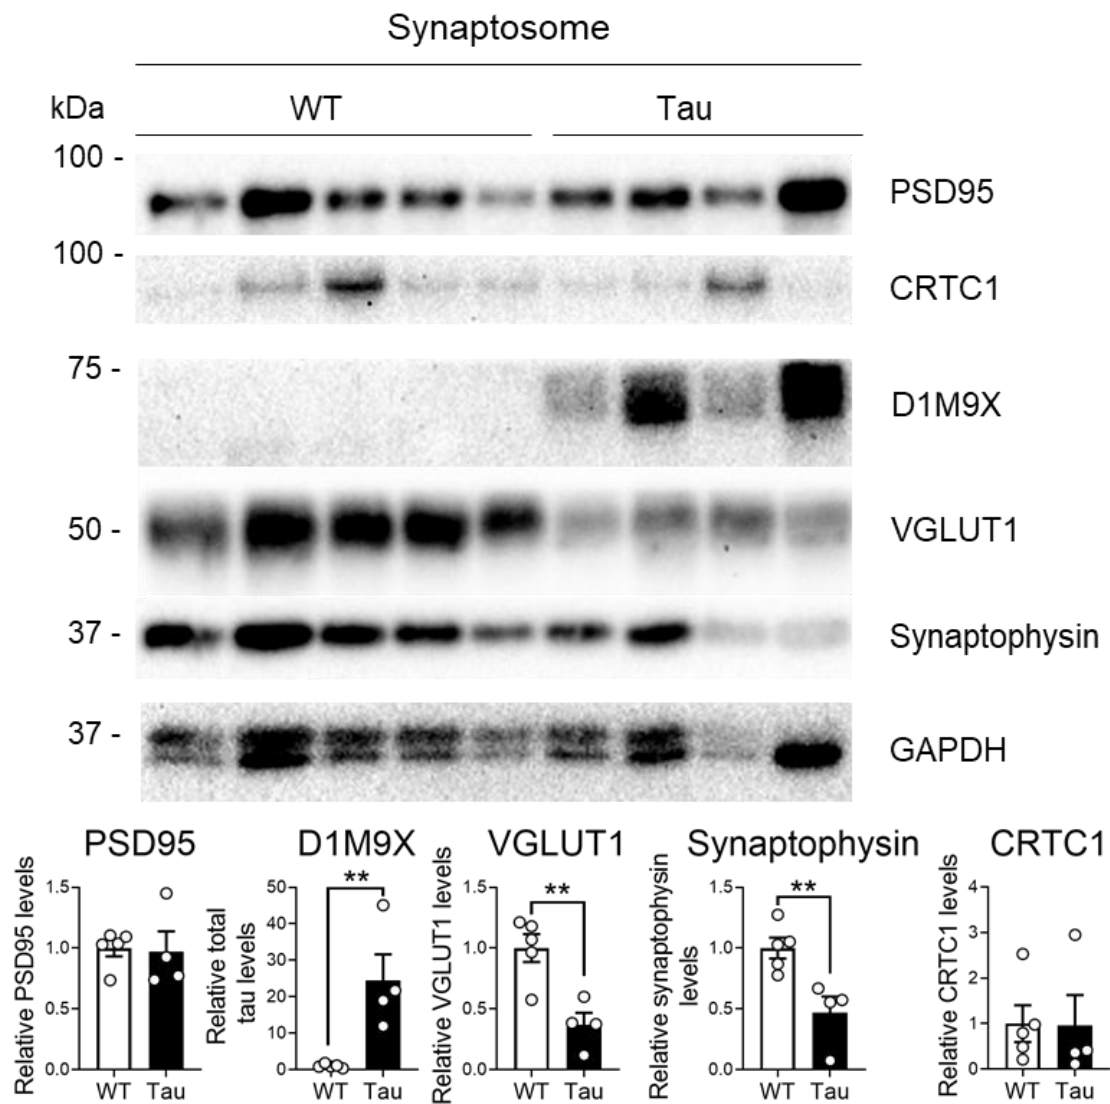 Synaptosome
kDa WT Tau
100 -
PSD95
100 -
CRTC1
75 -
D1M9X
50 - VGLUT1
37 - Synaptophysin
37 -
GAPDH
PSD95
Relative PSD95 levels
1.5
1.0
0.5
0.0
WT Tau
D1M9X
Relative total
tau levels
**
50
40
30
20
10
0
WT Tau
VGLUT1
Relative VGLUT1 levels
**
1.5
1.0
0.5
0.0
WT Tau
Synaptophysin
Relative synaptophysin
levels
**
1.5
1.0
0.5
0.0
WT Tau
CRTC1
Relative CRTC1 levels
4
3
2
1
0
WT Tau